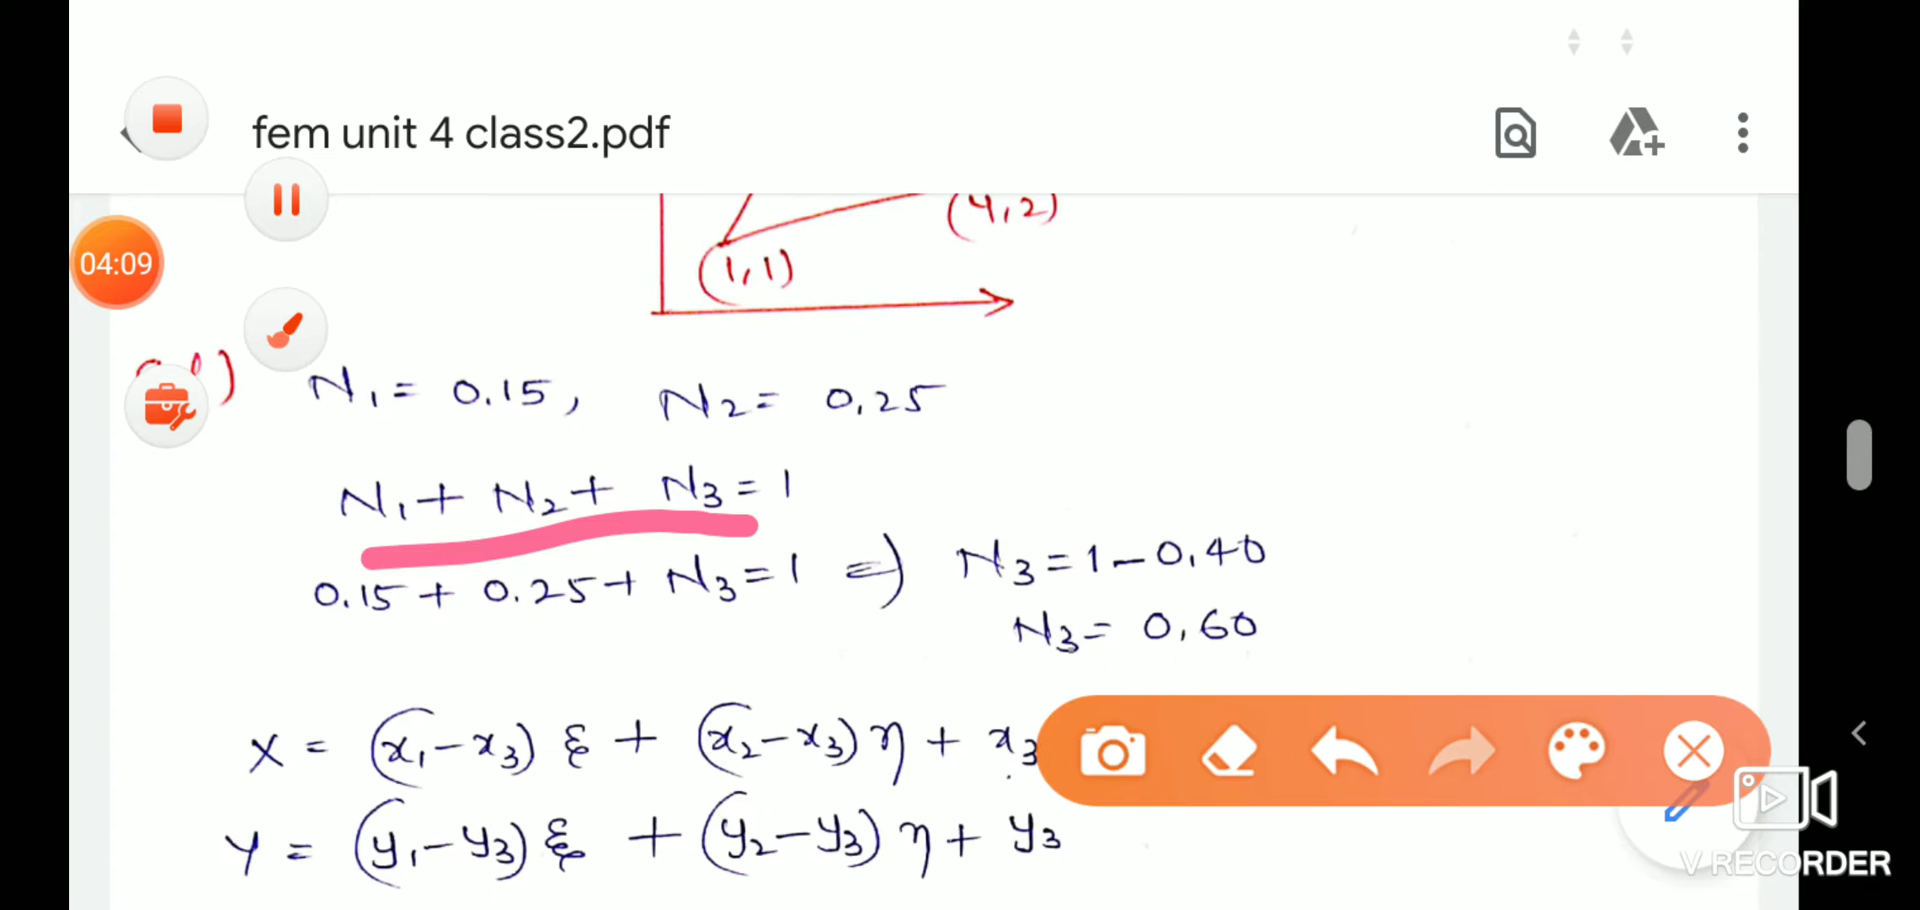 fem unit 4 class2.pdf
(4,2)
04:09
(1,1)
N₁ = 0.15, N₂ = 0.25
N₁ + N₂ + N₃ = 1
0.15 + 0.25 + N₃ = 1 ⇒ N₃ = 1 - 0.40
N₃ = 0.60
X = (x₁ - x₃) ξ + (x₂ - x₃) η + x₃
Y = (y₁ - y₃) ξ + (y₂ - y₃) η + y₃
V RECORDER